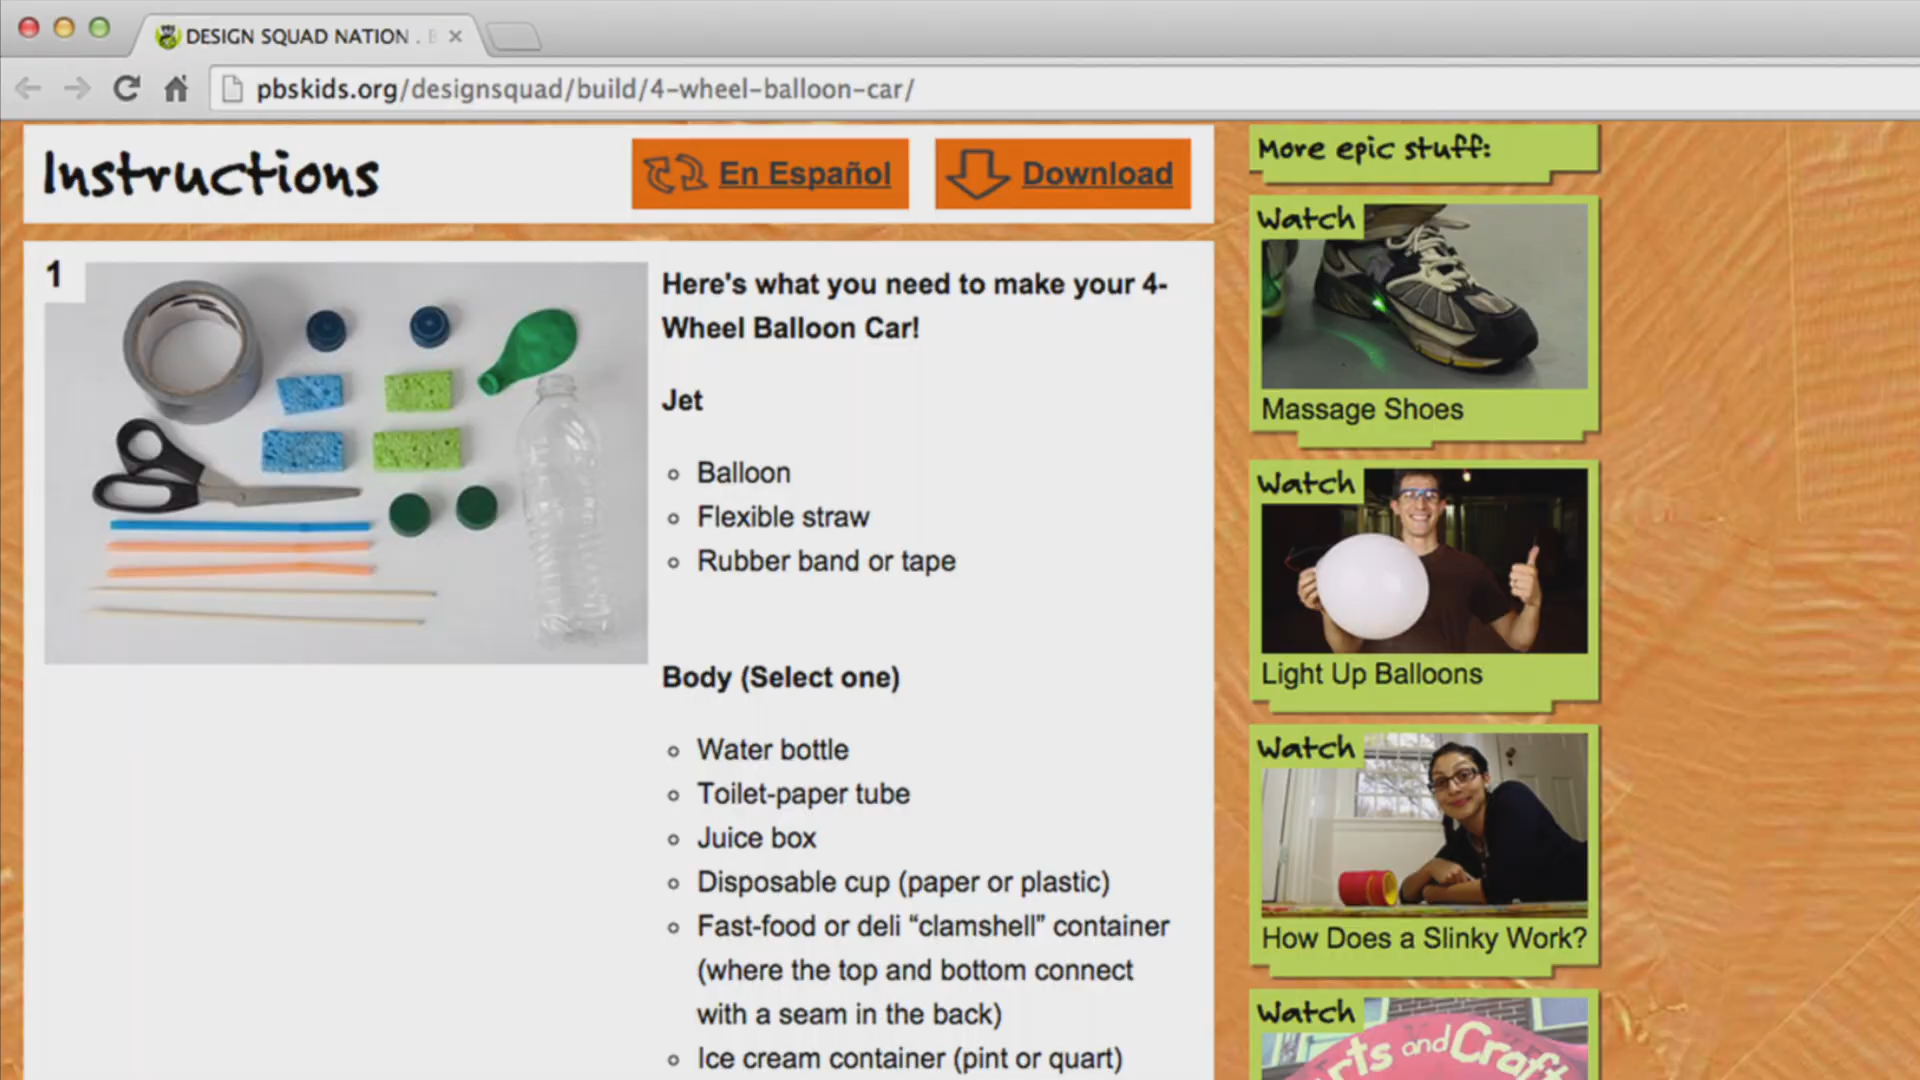 DESIGN SQUAD NATION .
pbskids.org/designsquad/build/4-wheel-balloon-car/
Instructions
En Español
Download
1
Here's what you need to make your 4-
Wheel Balloon Car!
Jet
Balloon
Flexible straw
Rubber band or tape
Body (Select one)
Water bottle
Toilet-paper tube
Juice box
Disposable cup (paper or plastic)
Fast-food or deli “clamshell” container
(where the top and bottom connect
with a seam in the back)
Ice cream container (pint or quart)
More epic stuff:
Watch
Massage Shoes
Watch
Light Up Balloons
Watch
How Does a Slinky Work?
Watch
and